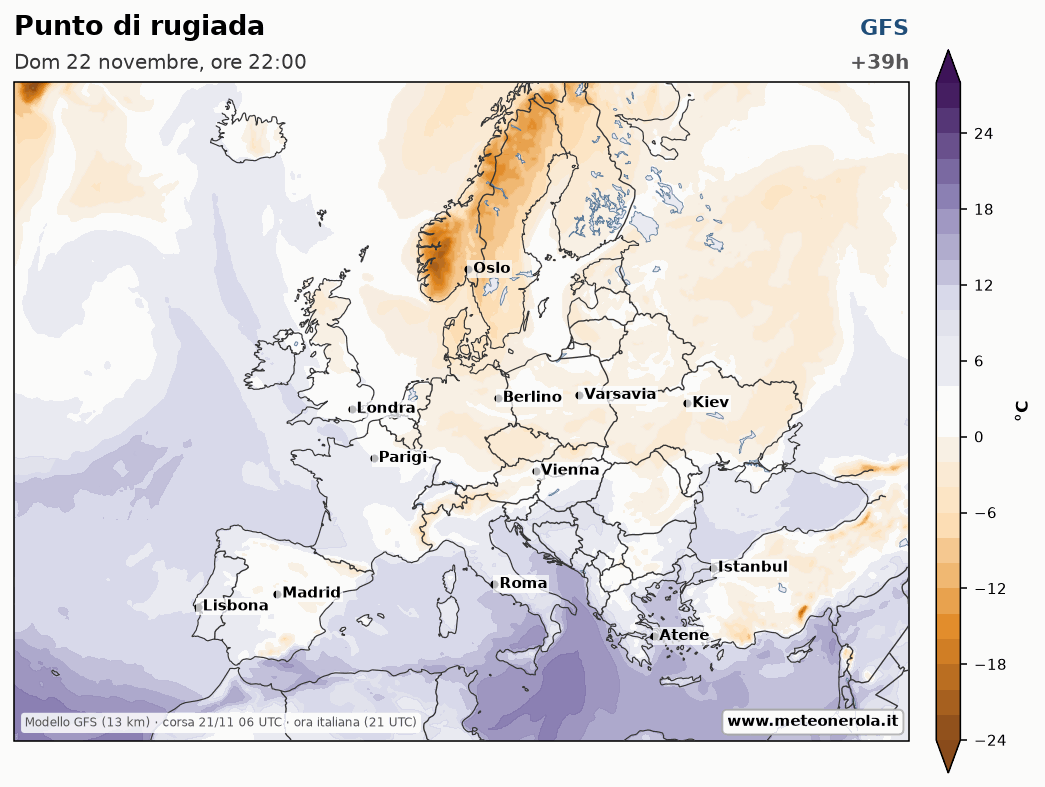 Punto di rugiada
GFS
Dom 22 novembre, ore 22:00
+39h
24
18
12
6
0
−6
−12
−18
−24
°C
Oslo
Berlino
Varsavia
Kiev
Londra
Parigi
Vienna
Istanbul
Roma
Madrid
Lisbona
Atene
Modello GFS (13 km) · corsa 21/11 06 UTC · ora italiana (21 UTC)
www.meteonerola.it